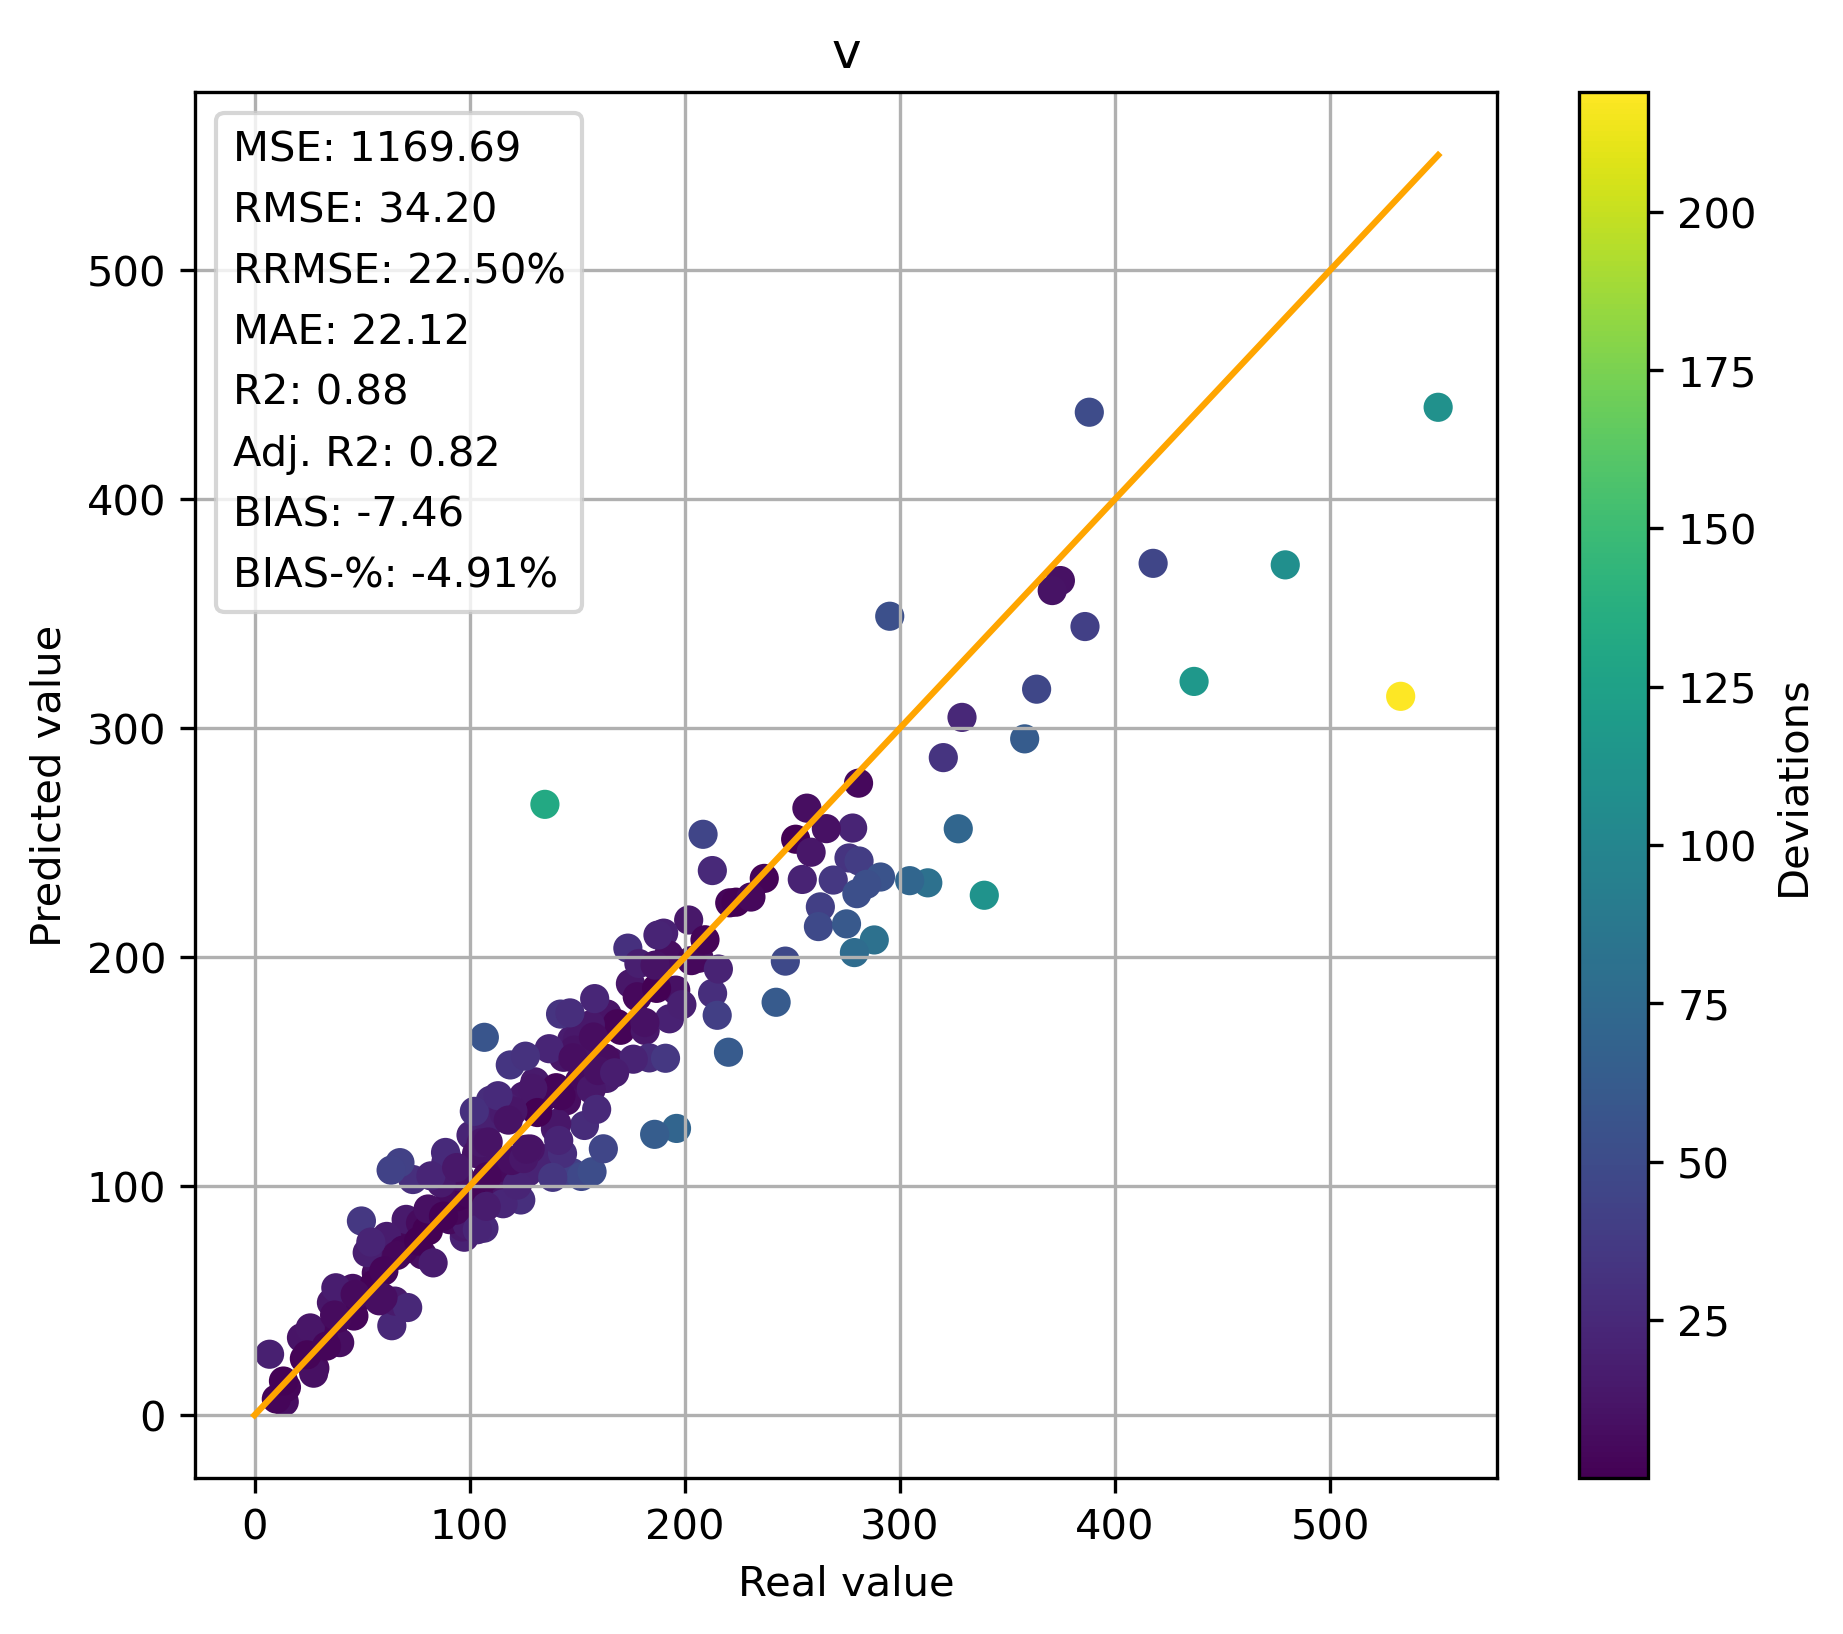 v
MSE: 1169.69
RMSE: 34.20
RRMSE: 22.50%
MAE: 22.12
R2: 0.88
Adj. R2: 0.82
BIAS: -7.46
BIAS-%: -4.91%
Predicted value
500
400
300
200
100
0
0 100 200 300 400 500
Real value
200
175
150
125
100
75
50
25
Deviations